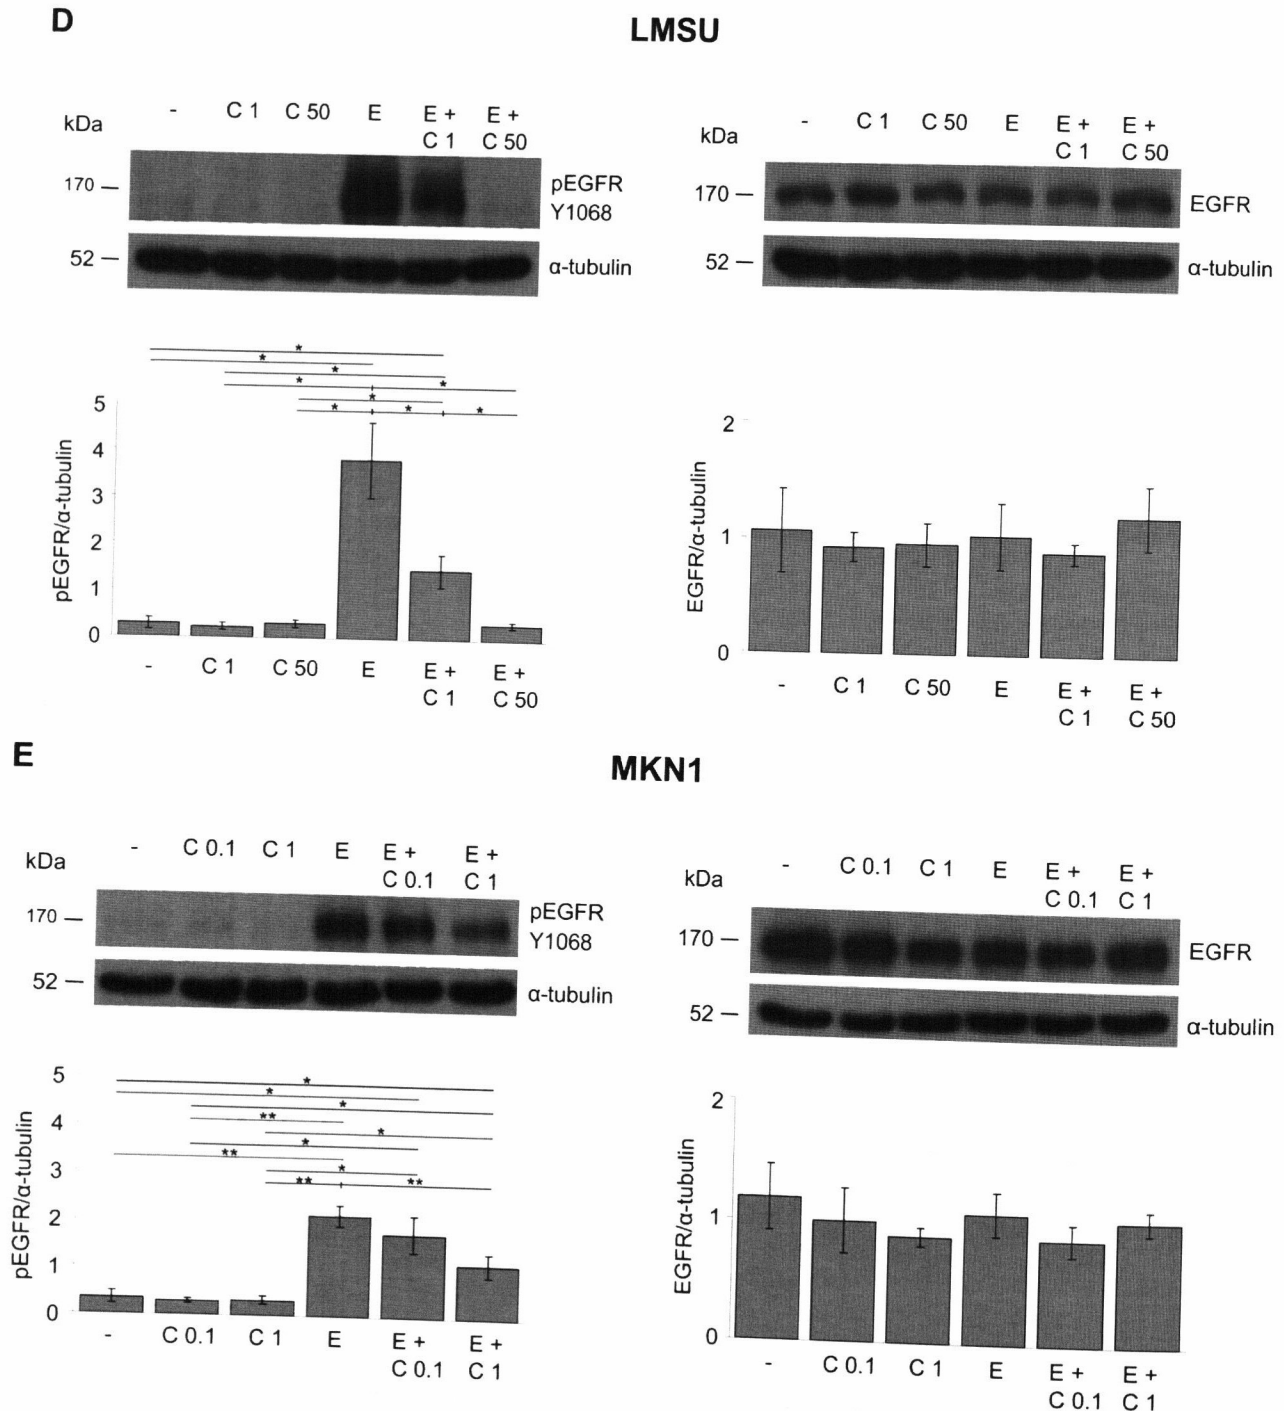 D
LMSU
kDa
- C 1 C 50 E E + E +
C 1 C 50
170
pEGFR
Y1068
52
α-tubulin
kDa
- C 1 C 50 E E + E +
C 1 C 50
170
EGFR
52
α-tubulin
*
*
*
* *
*
* * *
pEGFR/α-tubulin
5
4
3
2
1
0
- C 1 C 50 E E + E +
C 1 C 50
EGFR/α-tubulin
2
1
0
- C 1 C 50 E E + E +
C 1 C 50
E
MKN1
kDa
- C 0.1 C 1 E E + E +
C 0.1 C 1
170
pEGFR
Y1068
52
α-tubulin
kDa
- C 0.1 C 1 E E + E +
C 0.1 C 1
170
EGFR
52
α-tubulin
*
*
*
**
*
*
**
*
** **
pEGFR/α-tubulin
5
4
3
2
1
0
- C 0.1 C 1 E E + E +
C 0.1 C 1
EGFR/α-tubulin
2
1
0
- C 0.1 C 1 E E + E +
C 0.1 C 1